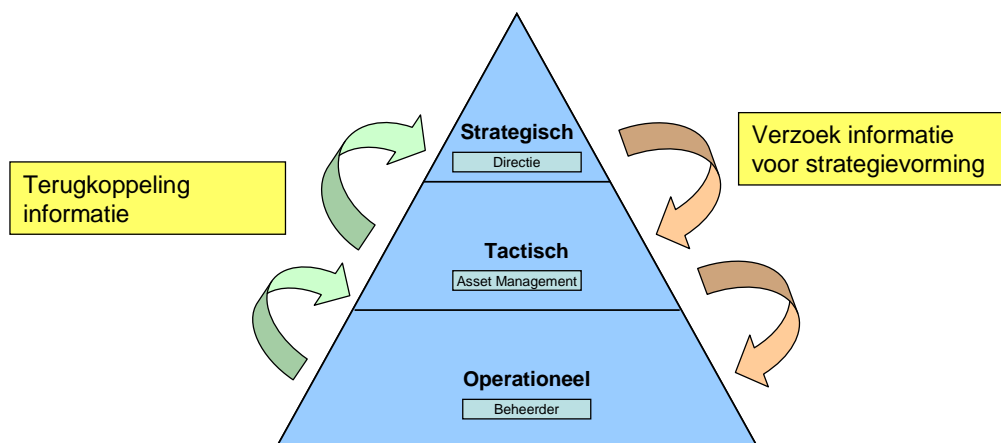 Strategisch
Directie
Verzoek informatie
voor strategievorming
Terugkoppeling
informatie
Tactisch
Asset Management
Operationeel
Beheerder